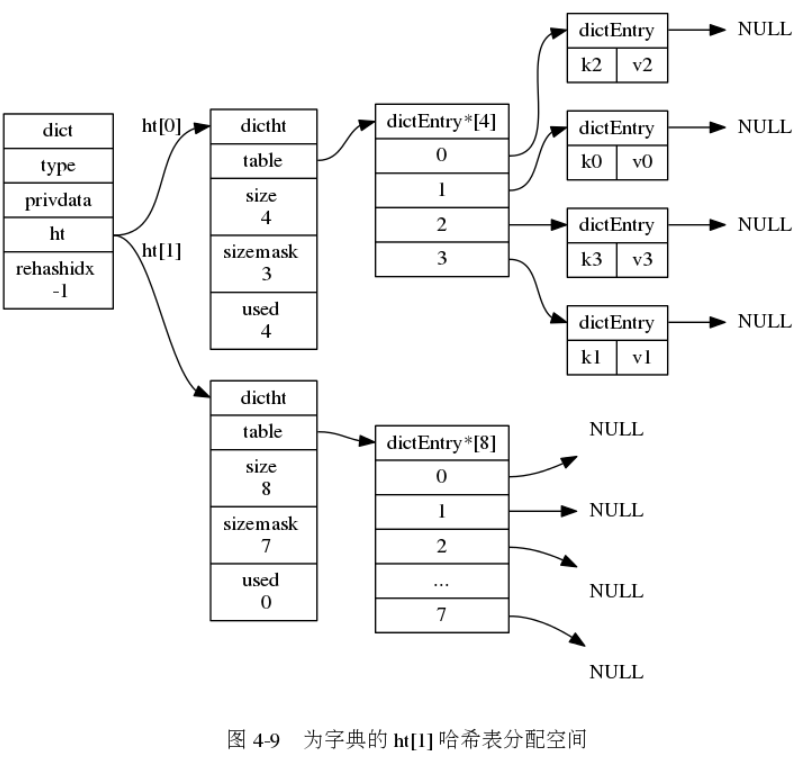 dict
type
privdata
ht
rehashidx
-1
ht[0]
ht[1]
dictht
table
size
4
sizemask
3
used
4
dictEntry*[4]
0
1
2
3
dictEntry
k2 v2
NULL
dictEntry
k0 v0
NULL
dictEntry
k3 v3
NULL
dictEntry
k1 v1
NULL
dictht
table
size
8
sizemask
7
used
0
dictEntry*[8]
0
1
2
...
7
NULL
NULL
NULL
NULL
图 4-9 为字典的 ht[1] 哈希表分配空间